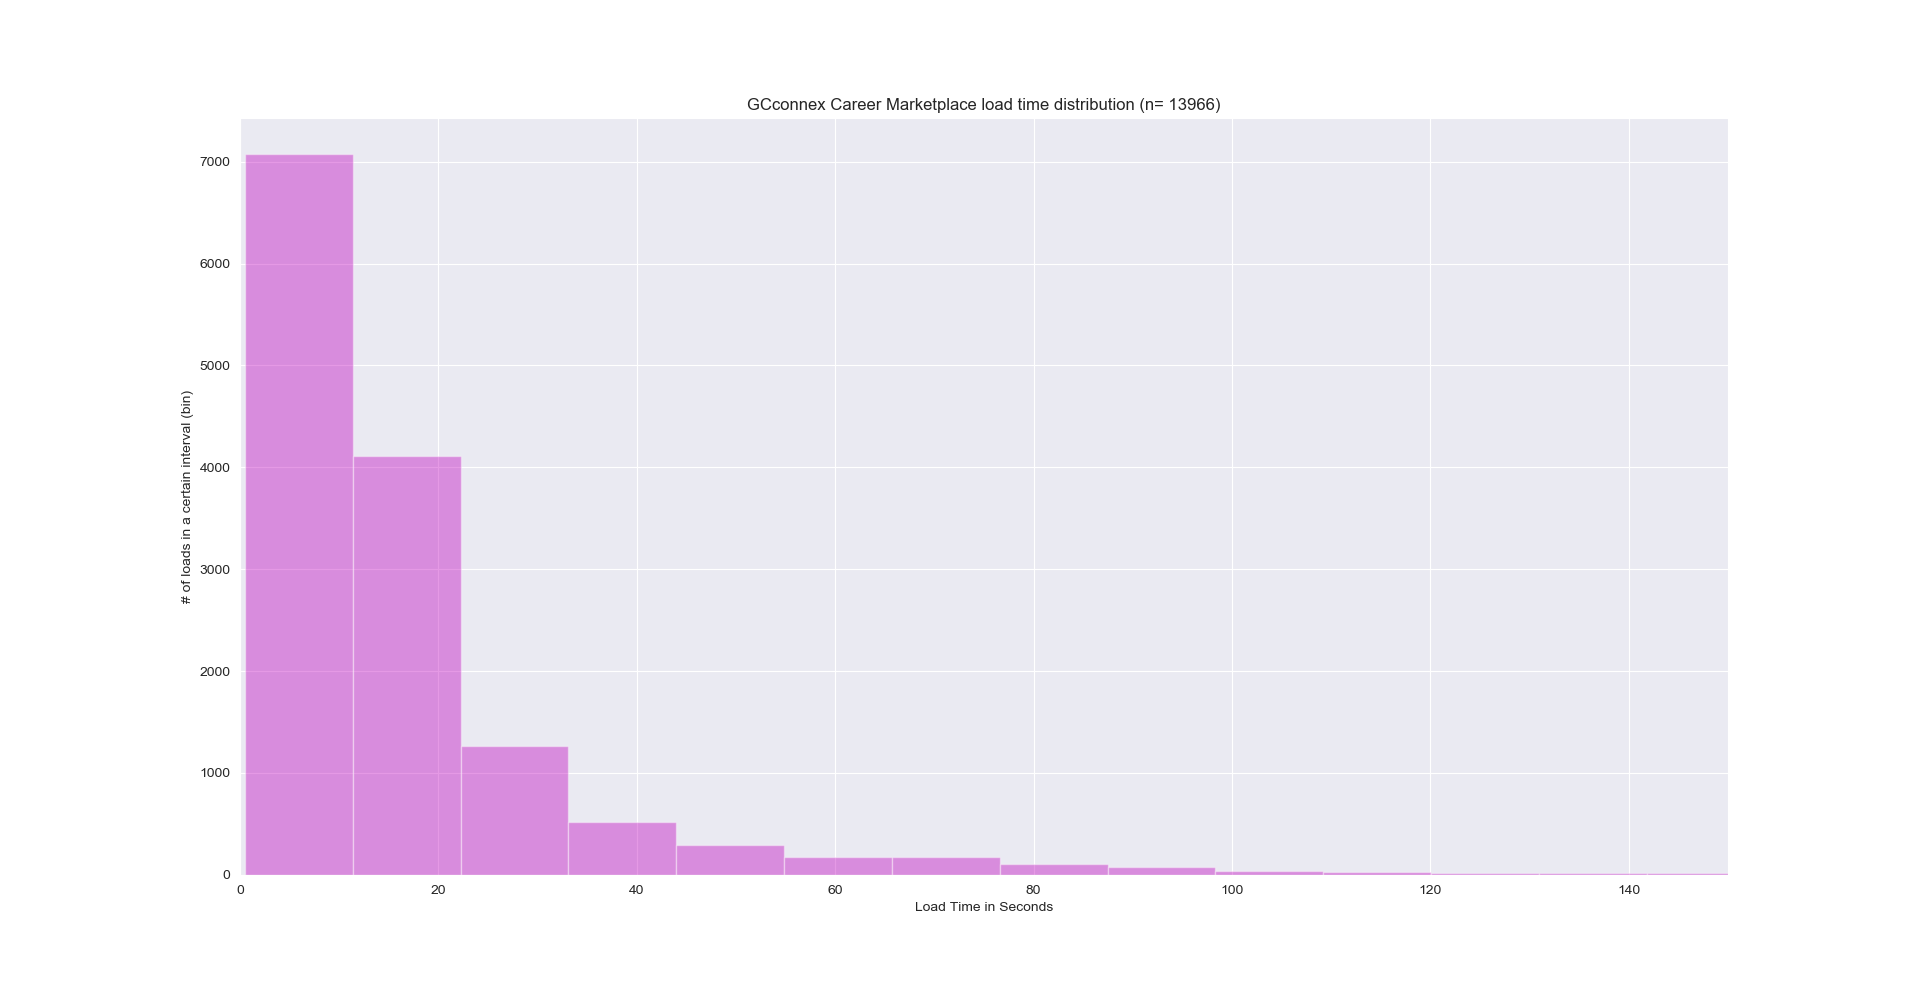 GCconnex Career Marketplace load time distribution (n= 13966)
# of loads in a certain interval (bin)
7000
6000
5000
4000
3000
2000
1000
0
0 20 40 60 80 100 120 140
Load Time in Seconds